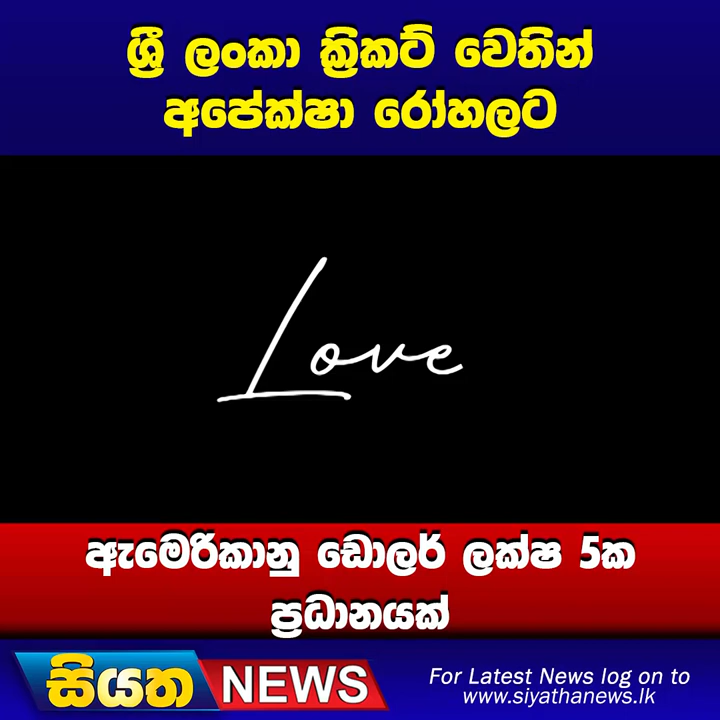 ශ්‍රී ලංකා ක්‍රිකට් වෙතින්
අපේක්ෂා රෝහලට
Love
ඇමෙරිකානු ඩොලර් ලක්ෂ 5ක
ප්‍රධානයක්
සියත NEWS
For Latest News log on to
www.siyathanews.lk